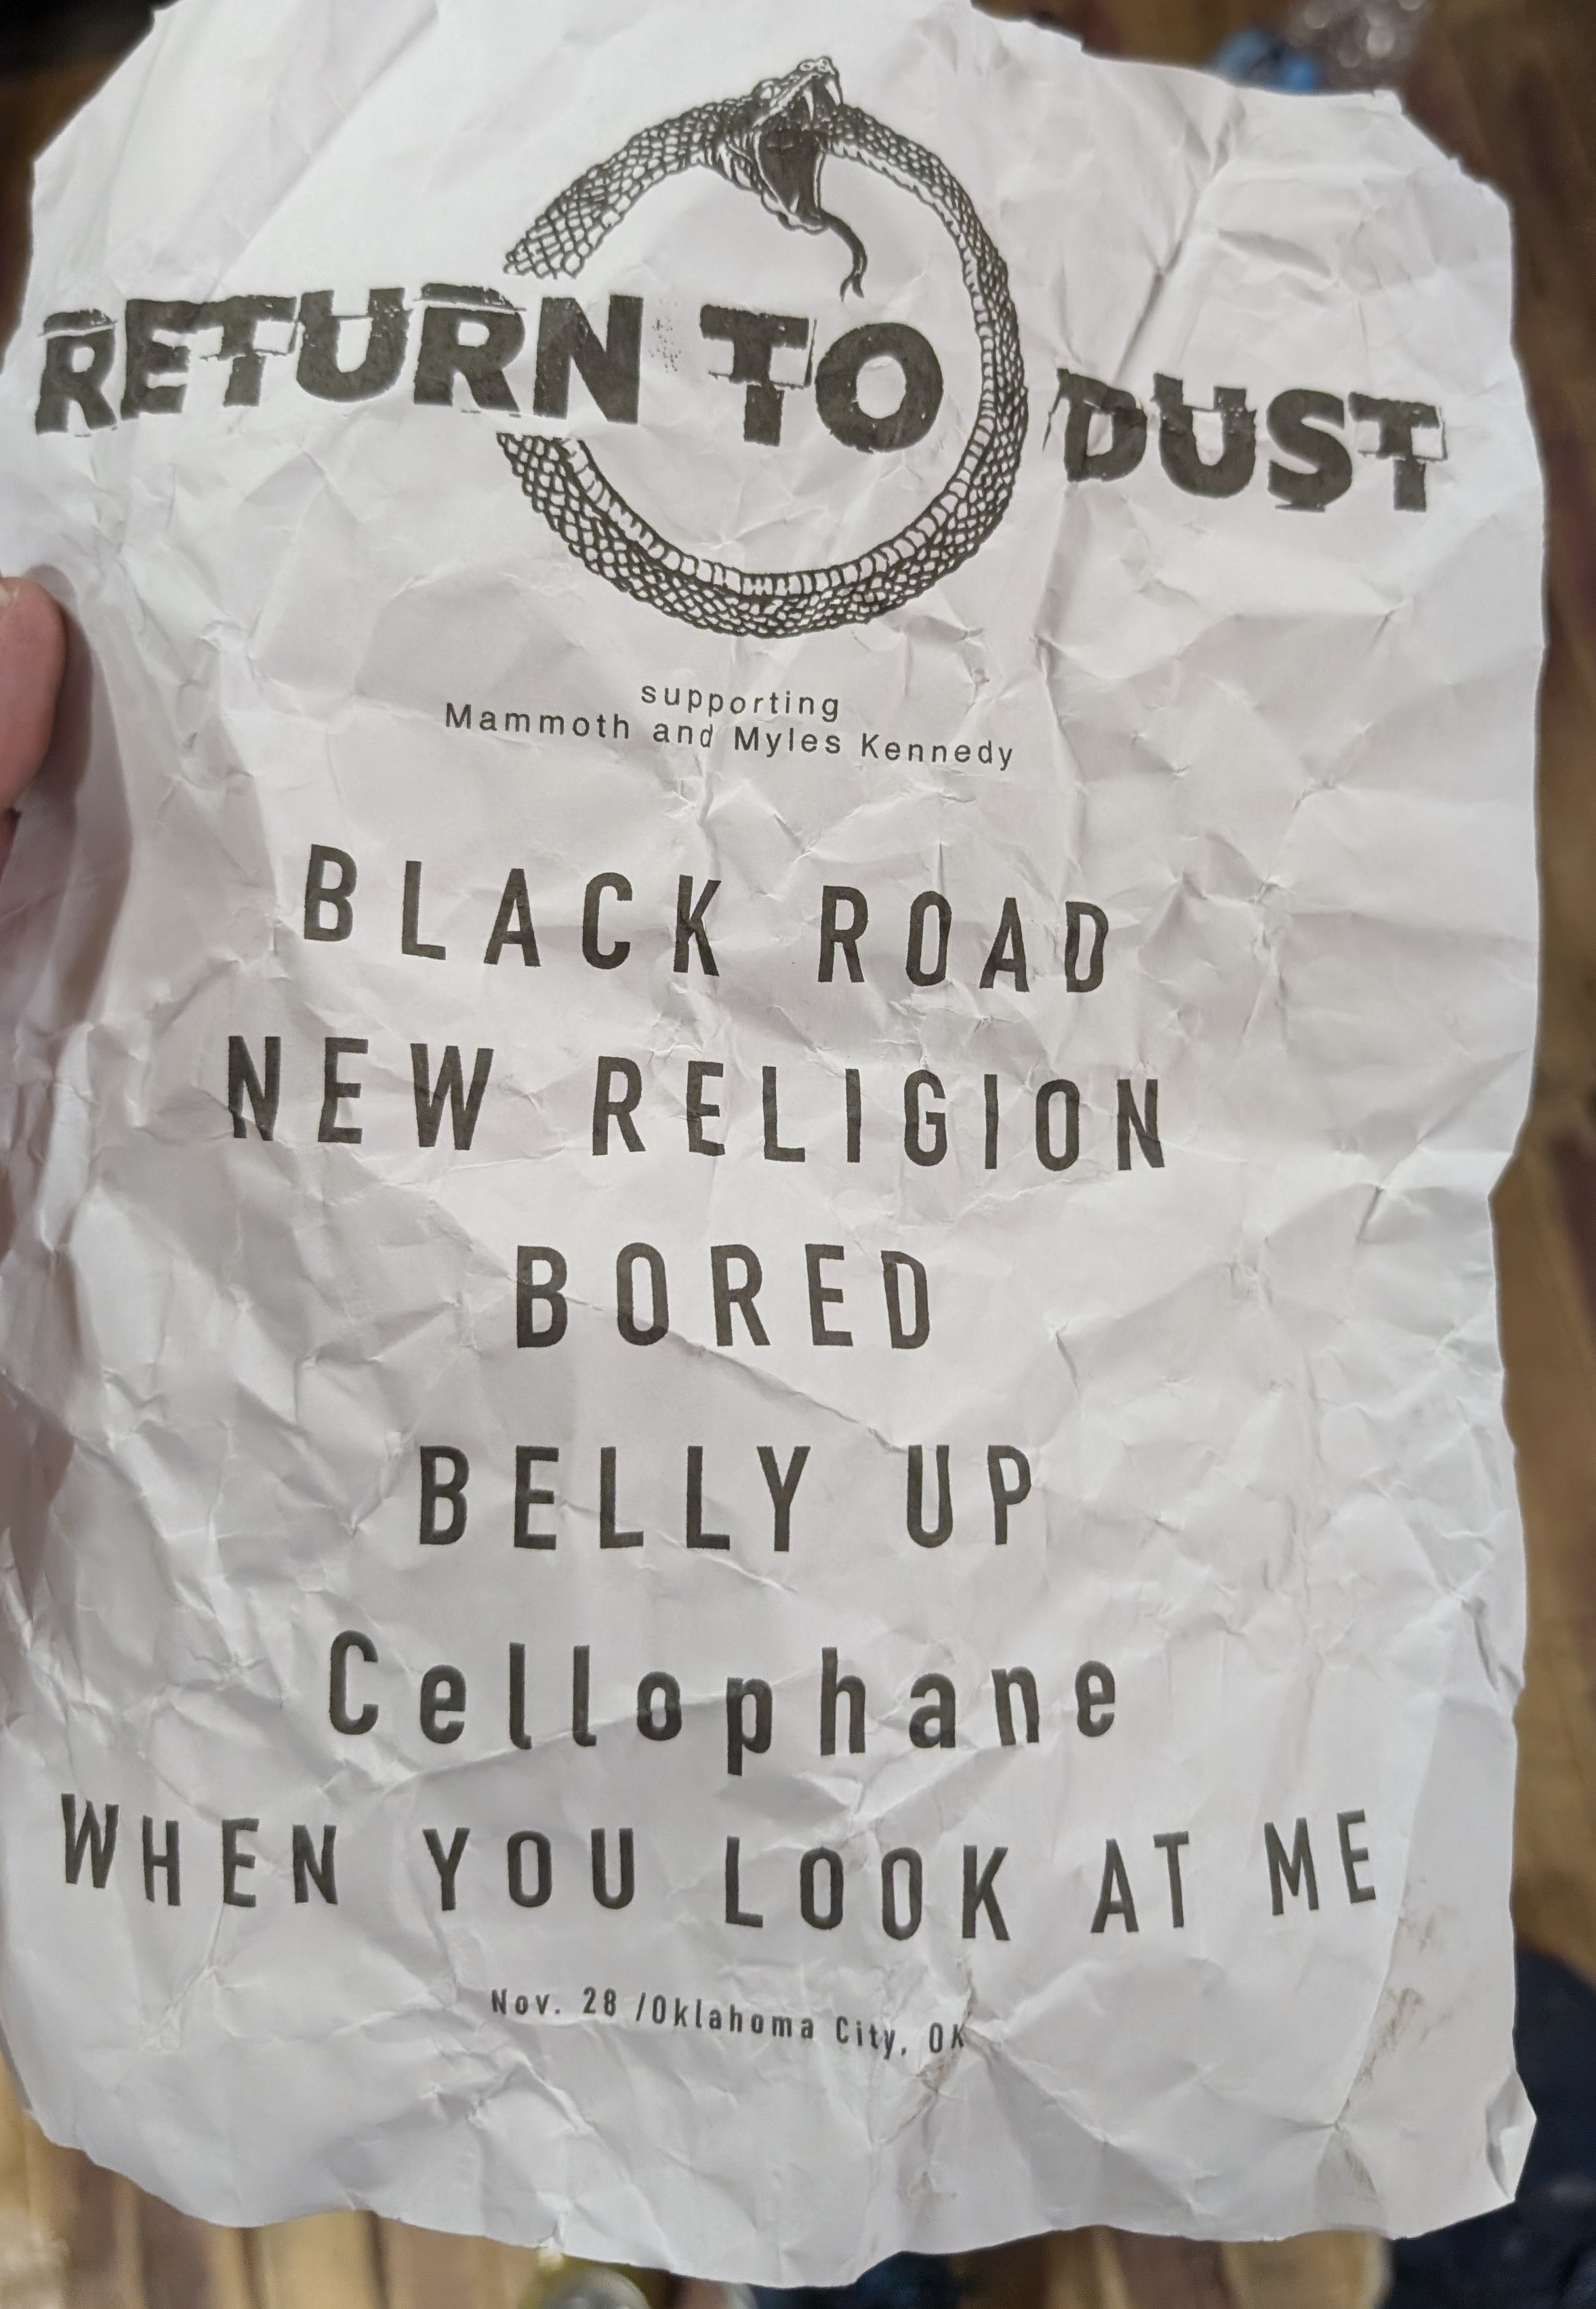 RETURN TO DUST
supporting
Mammoth and Myles Kennedy
BLACK ROAD
NEW RELIGION
BORED
BELLY UP
Cellophane
WHEN YOU LOOK AT ME
Nov. 28 /Oklahoma City, OK